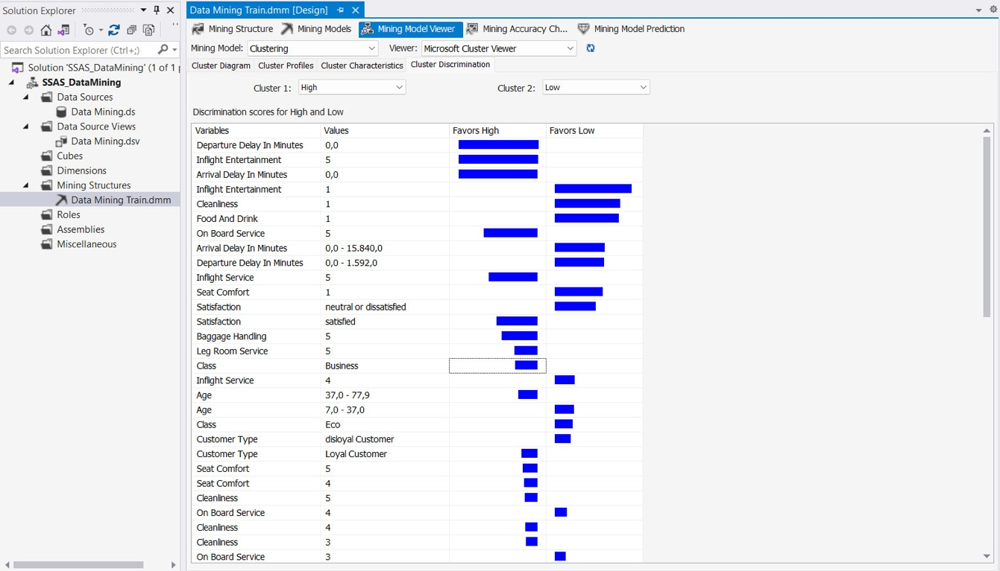 Solution Explorer
Search Solution Explorer (Ctrl+;)
Solution 'SSAS_DataMining' (1 of 1 p
SSAS_DataMining
Data Sources
Data Mining.ds
Data Source Views
Data Mining.dsv
Cubes
Dimensions
Mining Structures
Data Mining Train.dmm
Roles
Assemblies
Miscellaneous
Data Mining Train.dmm [Design]
Mining Structure Mining Models Mining Model Viewer Mining Accuracy Ch... Mining Model Prediction
Mining Model: Clustering Viewer: Microsoft Cluster Viewer
Cluster Diagram Cluster Profiles Cluster Characteristics Cluster Discrimination
Cluster 1: High Cluster 2: Low
Discrimination scores for High and Low
Variables Values Favors High Favors Low
Departure Delay In Minutes 0,0
Inflight Entertainment 5
Arrival Delay In Minutes 0,0
Inflight Entertainment 1
Cleanliness 1
Food And Drink 1
On Board Service 5
Arrival Delay In Minutes 0,0 - 15.840,0
Departure Delay In Minutes 0,0 - 1.592,0
Inflight Service 5
Seat Comfort 1
Satisfaction neutral or dissatisfied
Satisfaction satisfied
Baggage Handling 5
Leg Room Service 5
Class Business
Inflight Service 4
Age 37,0 - 77,9
Age 7,0 - 37,0
Class Eco
Customer Type disloyal Customer
Customer Type Loyal Customer
Seat Comfort 5
Seat Comfort 4
Cleanliness 5
On Board Service 4
Cleanliness 4
Cleanliness 3
On Board Service 3